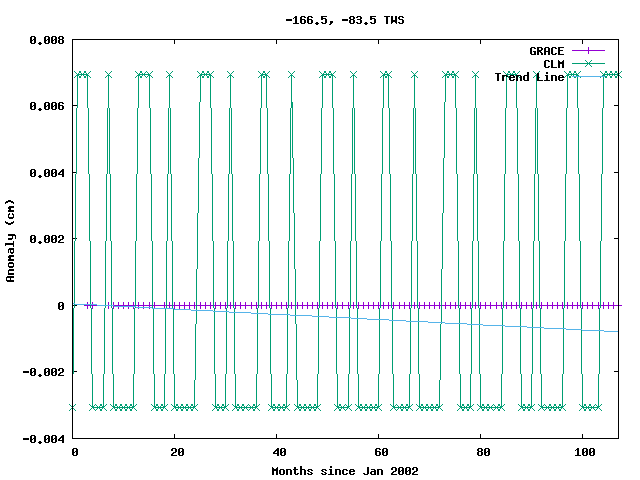 -166.5, -83.5 TWS
GRACE
CLM
Trend Line
0.008
0.006
0.004
0.002
0
-0.002
-0.004
Anomaly (cm)
0 20 40 60 80 100
Months since Jan 2002